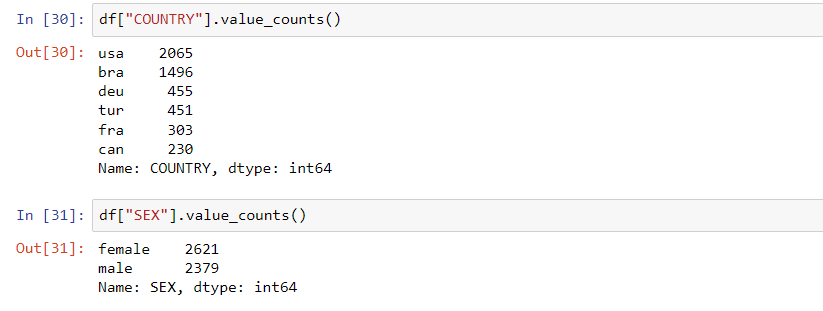 In [30]: df["COUNTRY"].value_counts()
Out[30]: usa 2065
bra 1496
deu 455
tur 451
fra 303
can 230
Name: COUNTRY, dtype: int64
In [31]: df["SEX"].value_counts()
Out[31]: female 2621
male 2379
Name: SEX, dtype: int64